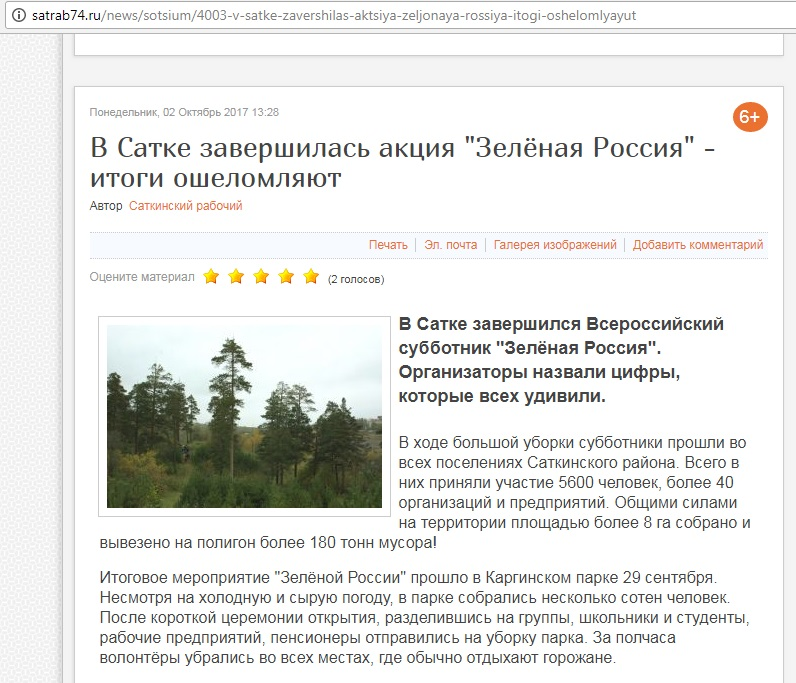 satrab74.ru/news/sotsium/4003-v-satke-zavershilas-aktsiya-zeljonaya-rossiya-itogi-oshelomlyayut
Понедельник, 02 Октябрь 2017 13:28
6+
В Сатке завершилась акция "Зелёная Россия" -
итоги ошеломляют
Автор Саткинский рабочий
Печать
Эл. почта
Галерея изображений
Добавить комментарий
Оцените материал
(2 голосов)
В Сатке завершился Всероссийский
субботник "Зелёная Россия".
Организаторы назвали цифры,
которые всех удивили.
В ходе большой уборки субботники прошли во
всех поселениях Саткинского района. Всего в
них приняли участие 5600 человек, более 40
организаций и предприятий. Общими силами
на территории площадью более 8 га собрано и
вывезено на полигон более 180 тонн мусора!
Итоговое мероприятие "Зелёной России" прошло в Каргинском парке 29 сентября.
Несмотря на холодную и сырую погоду, в парке собрались несколько сотен человек.
После короткой церемонии открытия, разделившись на группы, школьники и студенты,
рабочие предприятий, пенсионеры отправились на уборку парка. За полчаса
волонтёры убрались во всех местах, где обычно отдыхают горожане.